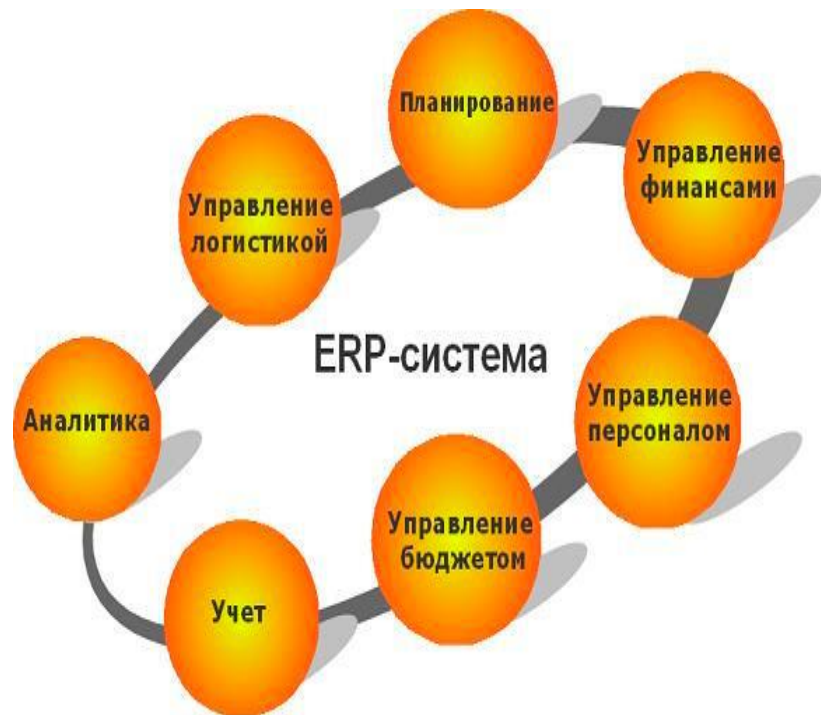 Планирование
Управление
финансами
Управление
логистикой
ERP-система
Управление
персоналом
Аналитика
Управление
бюджетом
Учет